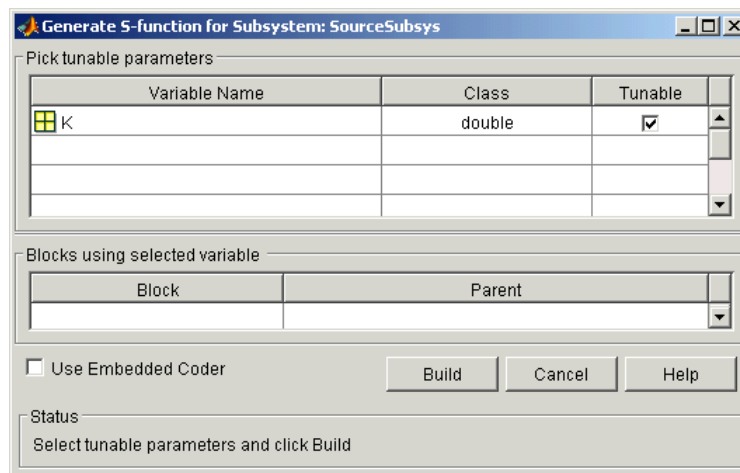 Generate S-function for Subsystem: SourceSubsys
Pick tunable parameters
Variable Name Class Tunable
K double
Blocks using selected variable
Block Parent
Use Embedded Coder Build Cancel Help
Status
Select tunable parameters and click Build